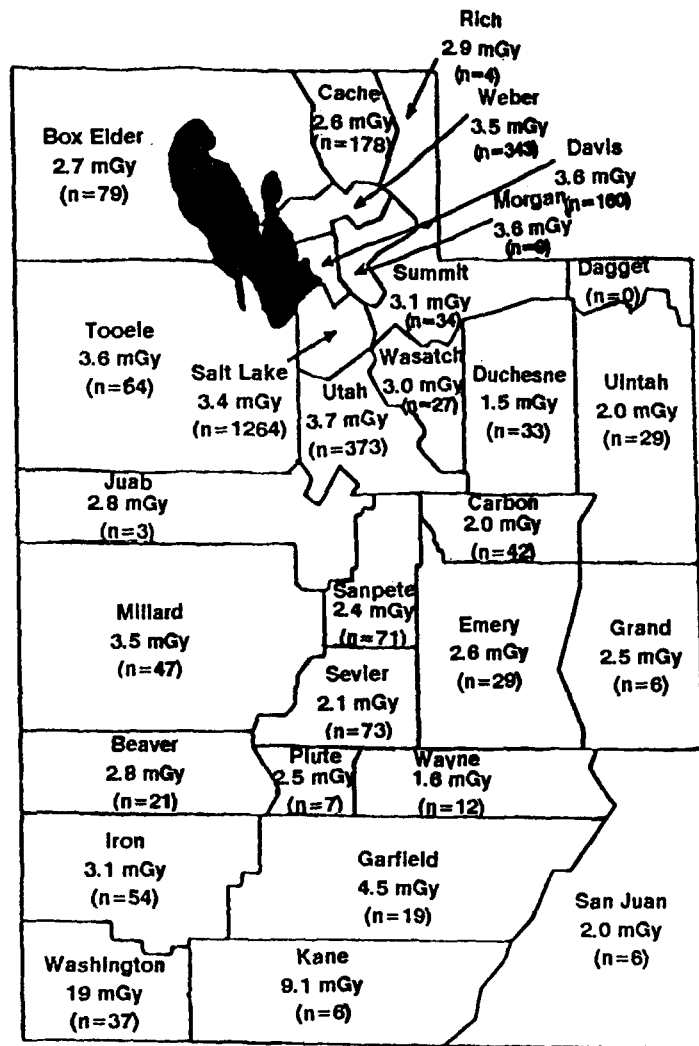 Rich
2.9 mGy
(n=4)
Cache
2.6 mGy
(n=178)
Weber
3.5 mGy
(n=343)
Box Elder
2.7 mGy
(n=79)
Davis
3.6 mGy
(n=160)
Morgan
3.6 mGy
(n=9)
Summit
3.1 mGy
(n=34)
Dagget
(n=0)
Tooele
3.6 mGy
(n=64)
Salt Lake
3.4 mGy
(n=1264)
Utah
3.7 mGy
(n=373)
Wasatch
3.0 mGy
(n=27)
Duchesne
1.5 mGy
(n=33)
Uintah
2.0 mGy
(n=29)
Juab
2.8 mGy
(n=3)
Carbon
2.0 mGy
(n=42)
Millard
3.5 mGy
(n=47)
Sanpete
2.4 mGy
(n=71)
Emery
2.6 mGy
(n=29)
Grand
2.5 mGy
(n=6)
Sevier
2.1 mGy
(n=73)
Beaver
2.8 mGy
(n=21)
Piute
2.5 mGy
(n=7)
Wayne
1.6 mGy
(n=12)
Iron
3.1 mGy
(n=54)
Garfield
4.5 mGy
(n=19)
San Juan
2.0 mGy
(n=6)
Washington
19 mGy
(n=37)
Kane
9.1 mGy
(n=6)